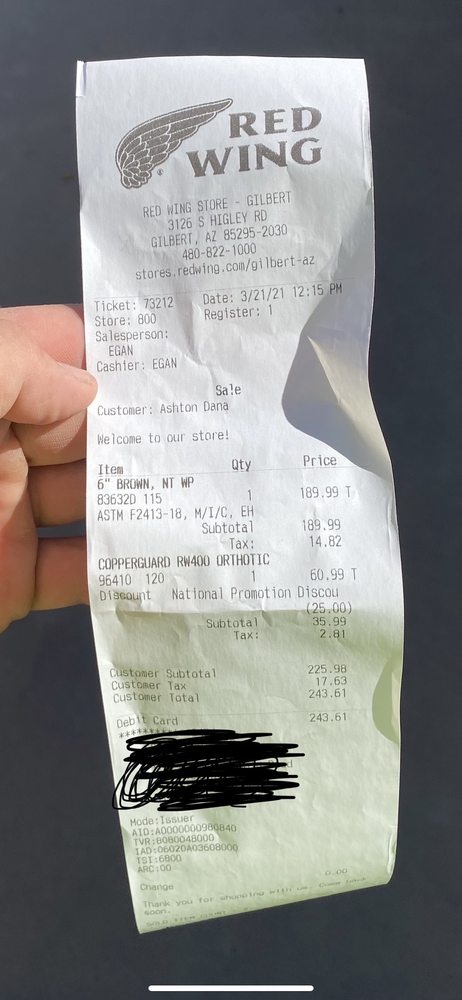 RED
WING
RED WING STORE - GILBERT
3126 S HIGLEY RD
GILBERT, AZ 85295-2030
480-822-1000
stores.redwing.com/gilbert-az
Ticket: 73212 Date: 3/21/21 12:15 PM
Store: 800 Register: 1
Salesperson:
EGAN
Cashier: EGAN
Sale
Customer: Ashton Dana
Welcome to our store!
Item Qty Price
6" BROWN, NT WP
83632D 115 1 189.99 T
ASTM F2413-18, M/I/C, EH
Subtotal 189.99
Tax: 14.82
COPPERGUARD RW400 ORTHOTIC
96410 120 1 60.99 T
Discount National Promotion Discou
(25.00)
Subtotal 35.99
Tax: 2.81
Customer Subtotal 225.98
Customer Tax 17.63
Customer Total 243.61
Debit Card 243.61
Mode:Issuer
AID:A0000000980840
TVR:8080048000
IAD:06020A03608000
TSI:6800
ARC:00
Change 0.00
Thank you for shopping with us. Come back
soon.